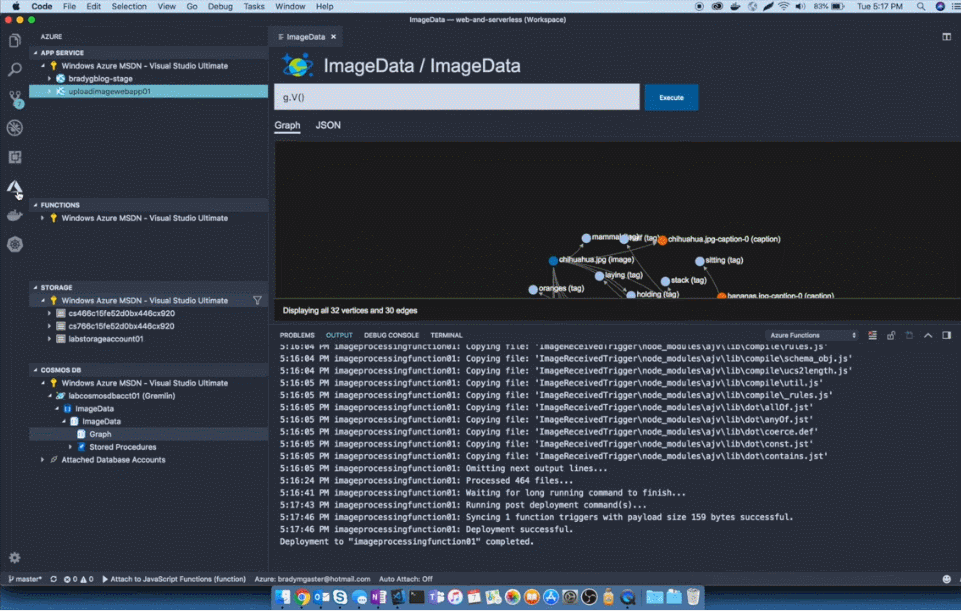 Code File Edit Selection View Go Debug Tasks Window Help 83% Tue 5:17 PM
ImageData — web-and-serverless (Workspace)
AZURE
APP SERVICE
Windows Azure MSDN - Visual Studio Ultimate
bradygblog-stage
uploadimagewebapp01
FUNCTIONS
Windows Azure MSDN - Visual Studio Ultimate
STORAGE
Windows Azure MSDN - Visual Studio Ultimate
cs466c15fe52d0bx446cx920
cs766c15fe62d0bx446cx920
labstorageaccount01
COSMOS DB
Windows Azure MSDN - Visual Studio Ultimate
labcosmosdbacct01 (Gremlin)
ImageData
ImageData
Graph
Stored Procedures
Attached Database Accounts
ImageData
ImageData / ImageData
g.V()
Execute
Graph JSON
(tag) chihuahua.jpg-caption-0 (caption)
chihuahua.jpg (image) sitting (tag)
laying (tag) stack (tag)
oranges (tag) holding (tag) bananas.jpg-caption-0 (caption)
Displaying all 32 vertices and 30 edges
PROBLEMS OUTPUT DEBUG CONSOLE TERMINAL Azure Functions
5:16:04 PM imageprocessingfunction01: Copying file: 'ImageReceivedTrigger\node_modules\ajv\lib\compile\rules.js'
5:16:04 PM imageprocessingfunction01: Copying file: 'ImageReceivedTrigger\node_modules\ajv\lib\compile\schema_obj.js'
5:16:04 PM imageprocessingfunction01: Copying file: 'ImageReceivedTrigger\node_modules\ajv\lib\compile\ucs2length.js'
5:16:05 PM imageprocessingfunction01: Copying file: 'ImageReceivedTrigger\node_modules\ajv\lib\compile\util.js'
5:16:05 PM imageprocessingfunction01: Copying file: 'ImageReceivedTrigger\node_modules\ajv\lib\compile\_rules.js'
5:16:05 PM imageprocessingfunction01: Copying file: 'ImageReceivedTrigger\node_modules\ajv\lib\dot\allOf.jst'
5:16:05 PM imageprocessingfunction01: Copying file: 'ImageReceivedTrigger\node_modules\ajv\lib\dot\anyOf.jst'
5:16:05 PM imageprocessingfunction01: Copying file: 'ImageReceivedTrigger\node_modules\ajv\lib\dot\coerce.def'
5:16:05 PM imageprocessingfunction01: Copying file: 'ImageReceivedTrigger\node_modules\ajv\lib\dot\const.jst'
5:16:05 PM imageprocessingfunction01: Copying file: 'ImageReceivedTrigger\node_modules\ajv\lib\dot\contains.jst'
5:16:05 PM imageprocessingfunction01: Omitting next output lines...
5:16:24 PM imageprocessingfunction01: Processed 464 files...
5:16:41 PM imageprocessingfunction01: Waiting for long running command to finish...
5:17:43 PM imageprocessingfunction01: Running post deployment command(s)...
5:17:46 PM imageprocessingfunction01: Syncing 1 function triggers with payload size 159 bytes successful.
5:17:46 PM imageprocessingfunction01: Deployment successful.
Deployment to "imageprocessingfunction01" completed.
master* 0 0 Attach to JavaScript Functions (function) Azure: bradymgaster@hotmail.com Auto Attach: Off